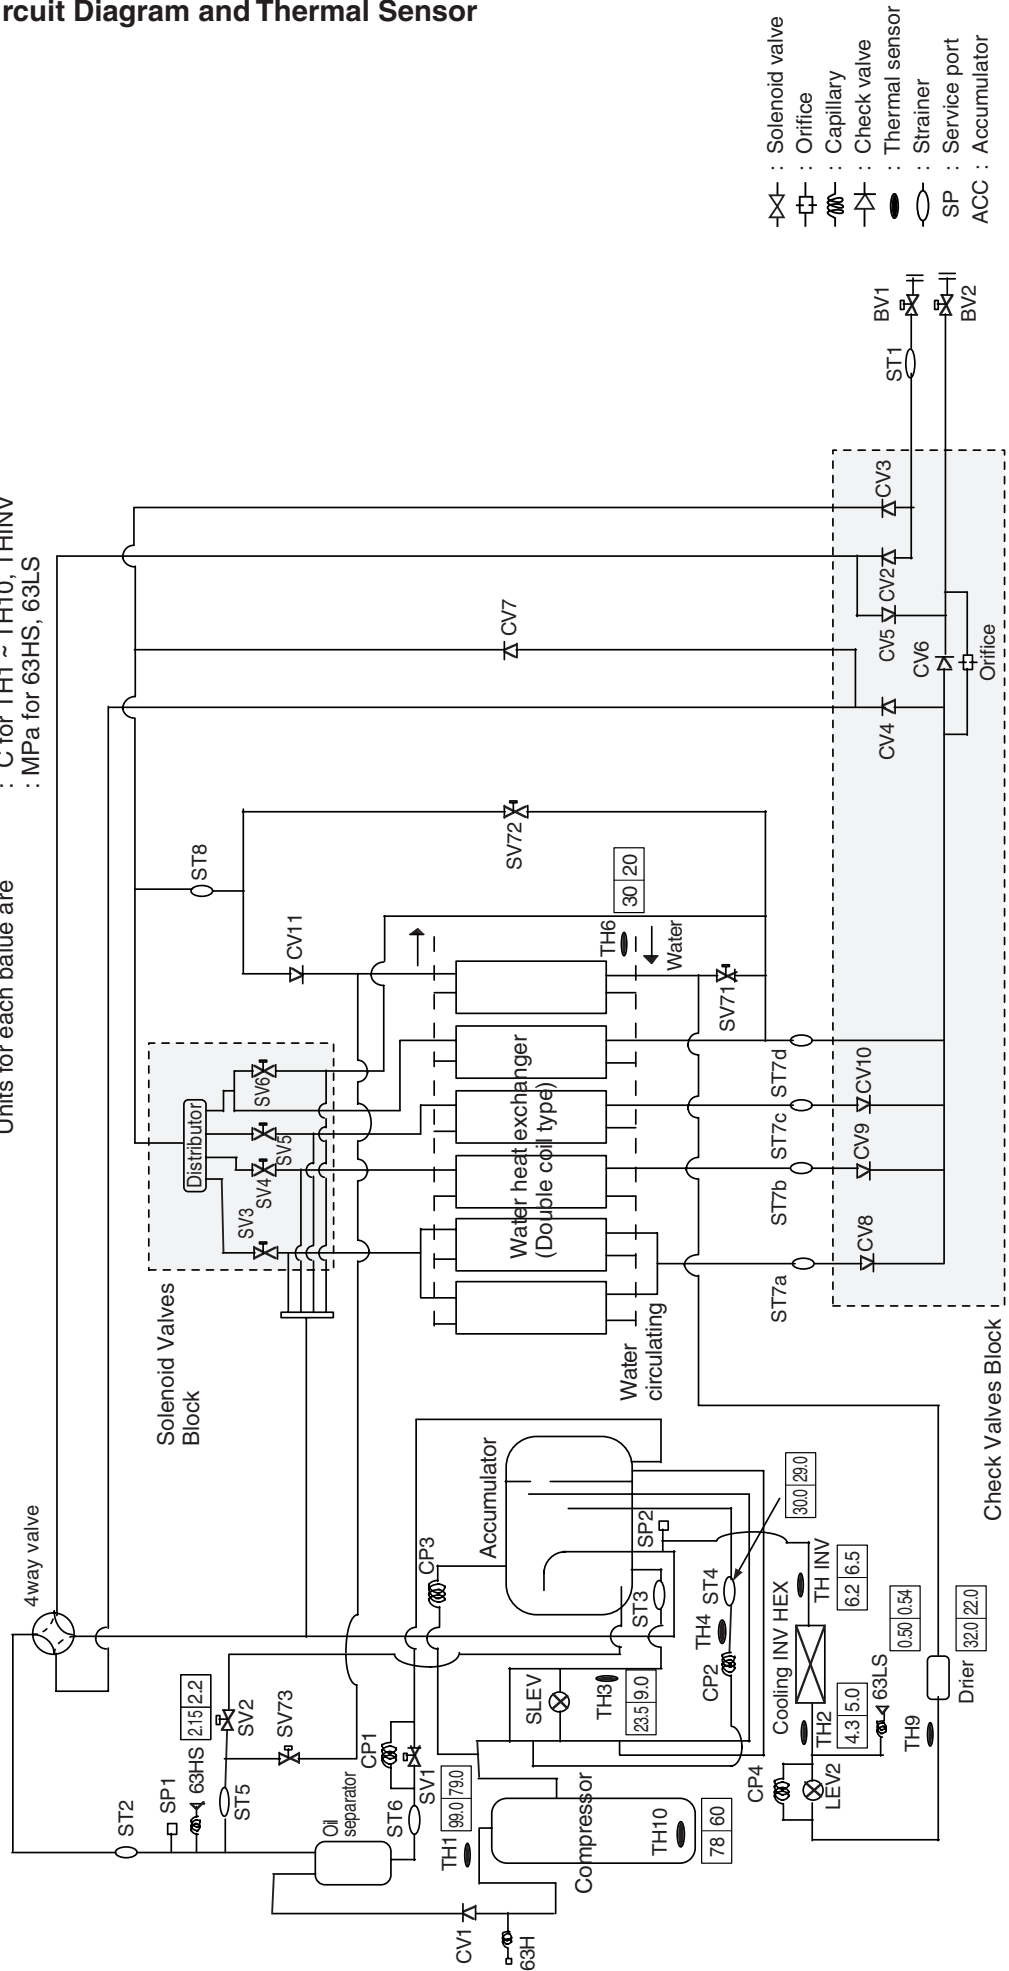 rcuit Diagram and Thermal Sensor
Units for each balue are
: C for TH1 ~ TH10, THINV
: MPa for 63HS, 63LS
: Solenoid valve
: Orifice
: Capillary
: Check valve
: Thermal sensor
: Strainer
SP : Service port
ACC : Accumulator
4way valve
ST2
SP1
63HS
2.15 2.2
ST5
SV2
SV73
Oil
separator
CP1
ST6
SV1
TH1
99.0 79.0
CV1
63H
Compressor
TH10
78 60
CP3
Accumulator
SLEV
TH3
23.5 9.0
ST3
SP2
CP2
TH4
ST4
30.0 29.0
Cooling INV HEX
TH INV
6.2 6.5
TH2
4.3 5.0
63LS
0.50 0.54
CP4
LEV2
TH9
Drier
32.0 22.0
Solenoid Valves
Block
Distributor
SV3
SV4
SV5
SV6
CV11
ST8
SV72
CV7
Water heat exchanger
(Double coil type)
Water
circulating
TH6
30 20
Water
SV71
ST7a
ST7b
ST7c
ST7d
CV8
CV9
CV10
CV4
CV5
CV6
CV2
CV3
Orifice
ST1
BV1
BV2
Check Valves Block